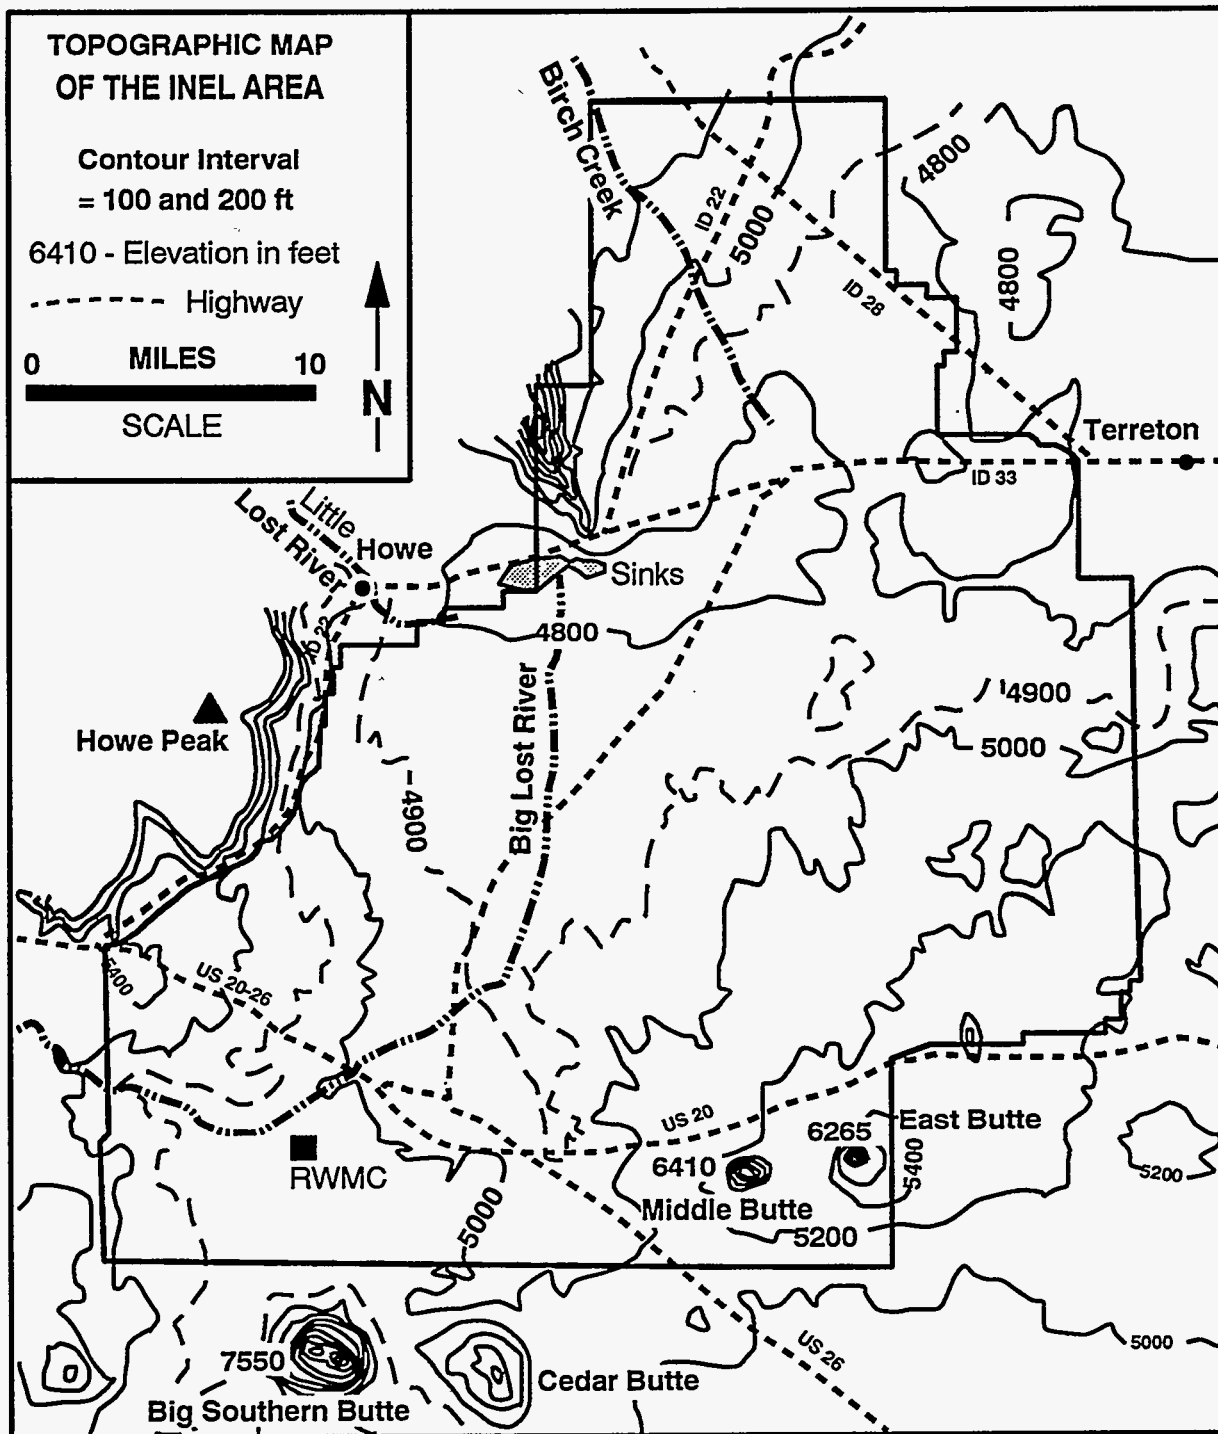 TOPOGRAPHIC MAP
OF THE INEL AREA
Contour Interval
= 100 and 200 ft
6410 - Elevation in feet
Highway
0 MILES 10
SCALE
N
Birch Creek
ID 22
5000
4800
4800
ID 28
Terreton
ID 33
Little
Lost River
Howe
Sinks
ID 22
4800
Howe Peak
Big Lost River
4900
4900
5000
5400
US 20-26
US 20
East Butte
6265
6410
5400
RWMC
Middle Butte
5200
5200
5000
7550
US 26
5000
Cedar Butte
Big Southern Butte